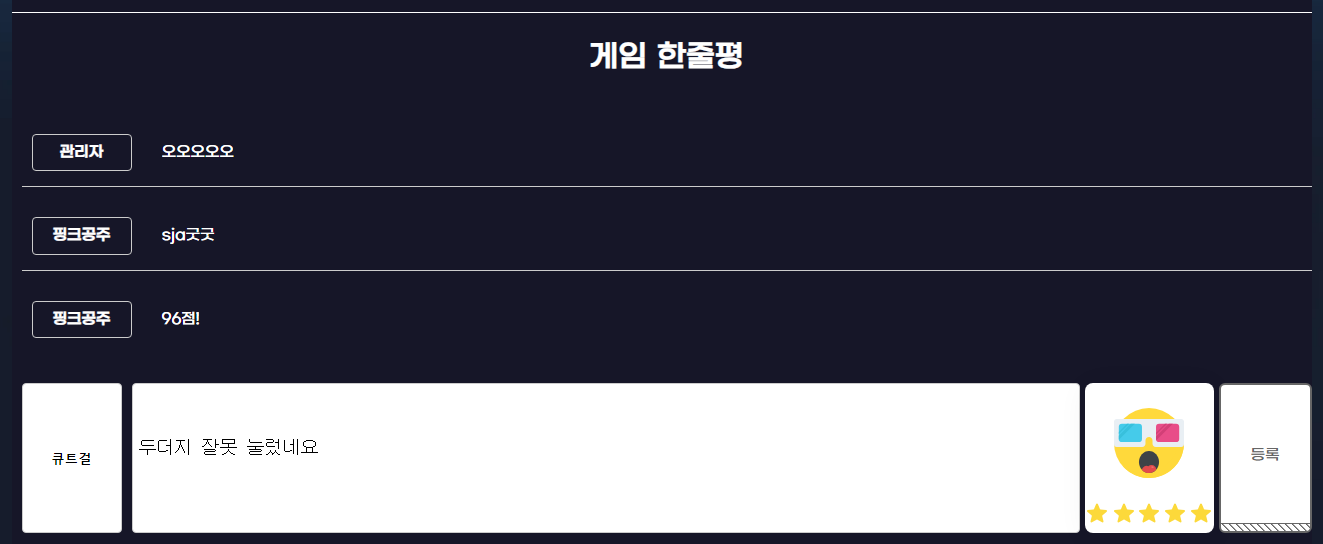 게임 한줄평
관리자 오오오오오
핑크공주 sja굿굿
핑크공주 96점!
큐트걸 두더지 잘못 눌렀네요 등록